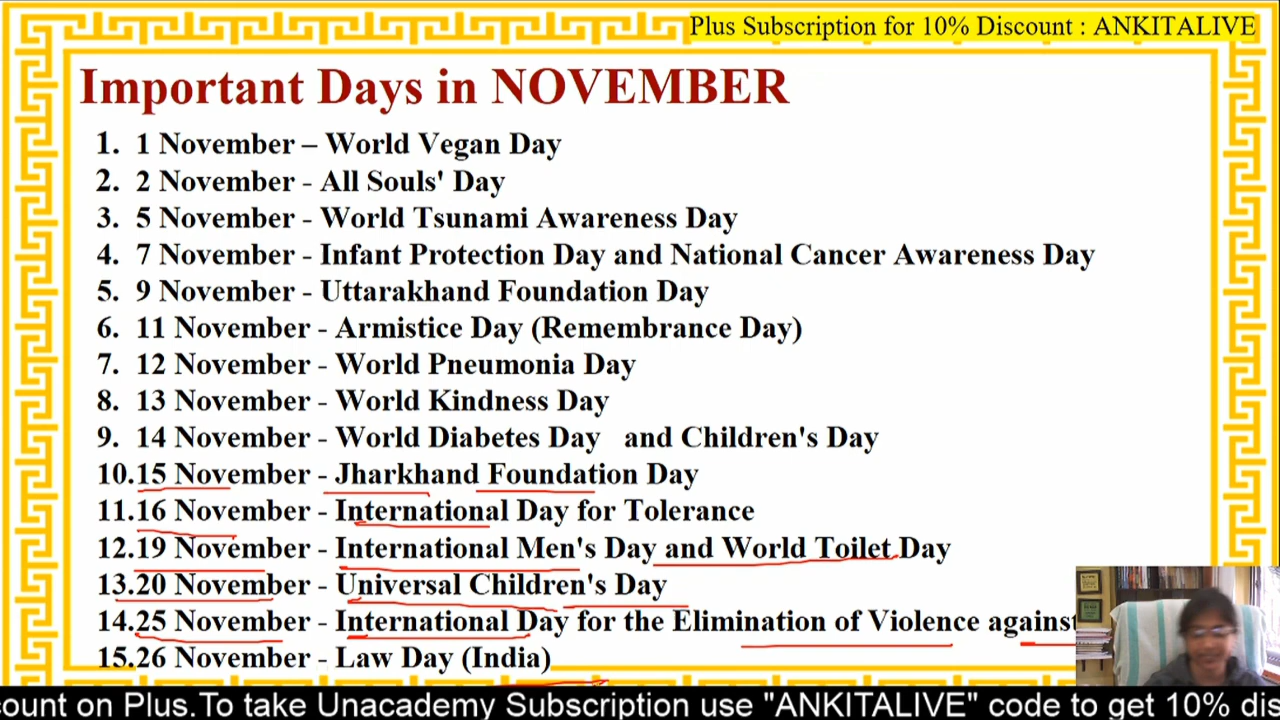 Plus Subscription for 10% Discount : ANKITALIVE
Important Days in NOVEMBER
1. 1 November – World Vegan Day
2. 2 November - All Souls' Day
3. 5 November - World Tsunami Awareness Day
4. 7 November - Infant Protection Day and National Cancer Awareness Day
5. 9 November - Uttarakhand Foundation Day
6. 11 November - Armistice Day (Remembrance Day)
7. 12 November - World Pneumonia Day
8. 13 November - World Kindness Day
9. 14 November - World Diabetes Day and Children's Day
10.15 November - Jharkhand Foundation Day
11.16 November - International Day for Tolerance
12.19 November - International Men's Day and World Toilet Day
13.20 November - Universal Children's Day
14.25 November - International Day for the Elimination of Violence against
15.26 November - Law Day (India)
count on Plus.To take Unacademy Subscription use "ANKITALIVE" code to get 10% dis